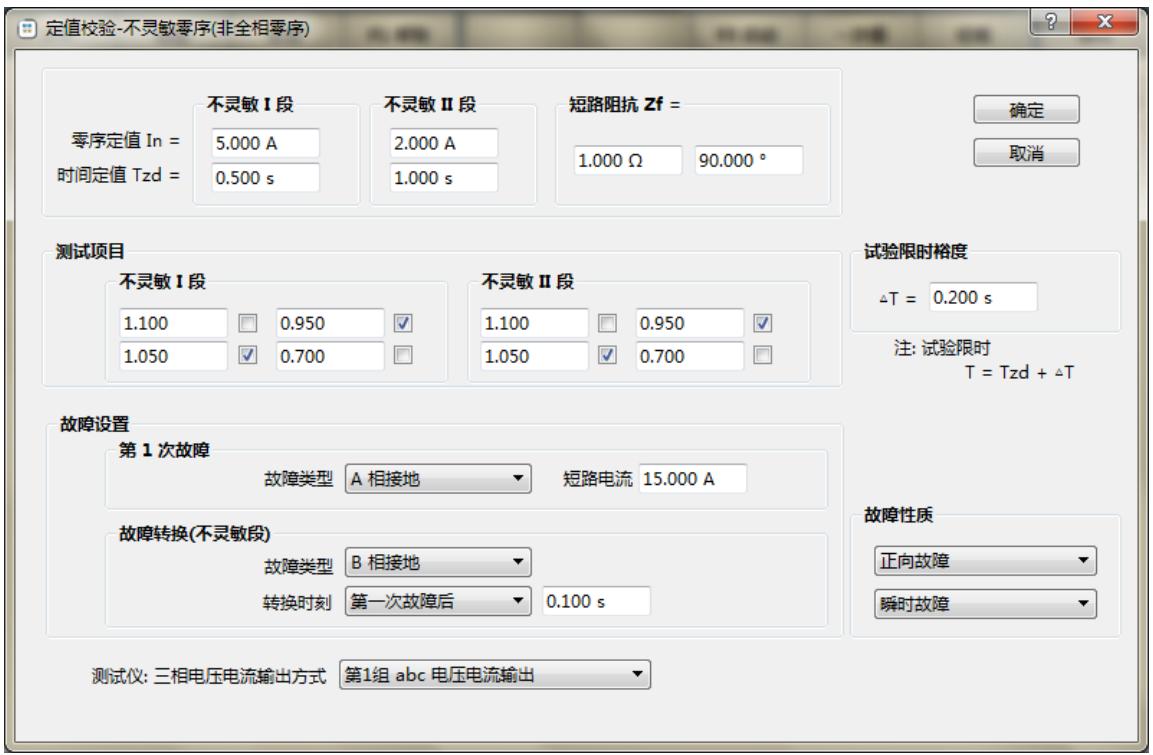 定值校验-不灵敏零序(非全相零序)
不灵敏 I 段
不灵敏 II 段
短路阻抗 Zf =
零序定值 In =
5.000 A
2.000 A
1.000 Ω
90.000 °
时间定值 Tzd =
0.500 s
1.000 s
确定
取消
测试项目
不灵敏 I 段
1.100
0.950
1.050
0.700
不灵敏 II 段
1.100
0.950
1.050
0.700
试验限时裕度
△T =
0.200 s
注: 试验限时
T = Tzd + △T
故障设置
第 1 次故障
故障类型
A 相接地
短路电流
15.000 A
故障转换(不灵敏段)
故障类型
B 相接地
转换时刻
第一次故障后
0.100 s
故障性质
正向故障
瞬时故障
测试仪: 三相电压电流输出方式
第1组 abc 电压电流输出